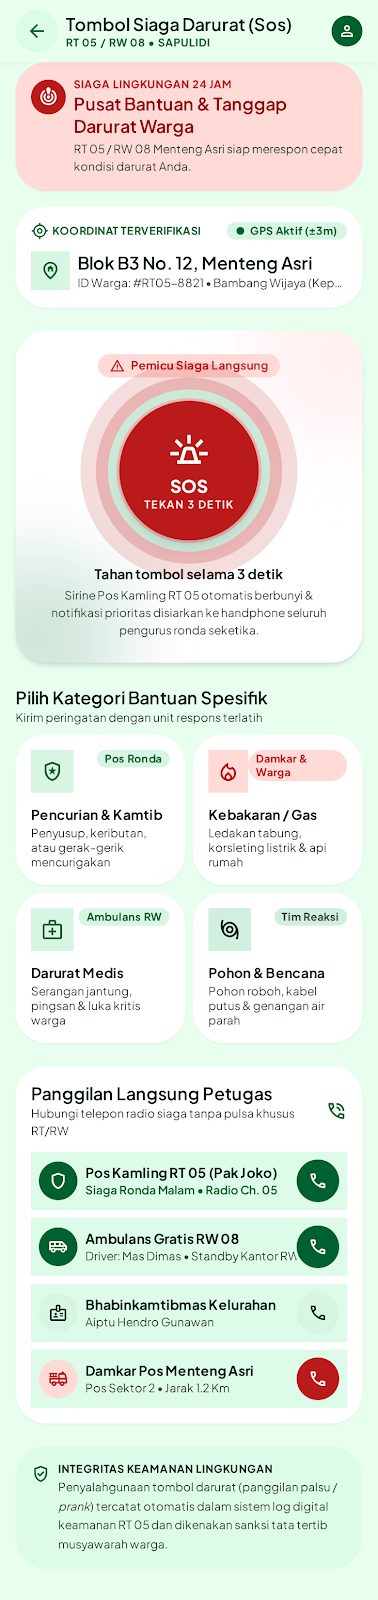 Tombol Siaga Darurat (Sos)
RT 05 / RW 08 • SAPULIDI
SIAGA LINGKUNGAN 24 JAM
Pusat Bantuan & Tanggap
Darurat Warga
RT 05 / RW 08 Menteng Asri siap merespon cepat
kondisi darurat Anda.
KOORDINAT TERVERIFIKASI
GPS Aktif (±3m)
Blok B3 No. 12, Menteng Asri
ID Warga: #RT05-8821 • Bambang Wijaya (Kep...
Pemicu Siaga Langsung
SOS
TEKAN 3 DETIK
Tahan tombol selama 3 detik
Sirine Pos Kamling RT 05 otomatis berbunyi &
notifikasi prioritas disiarkan ke handphone seluruh
pengurus ronda seketika.
Pilih Kategori Bantuan Spesifik
Kirim peringatan dengan unit respons terlatih
Pos Ronda
Pencurian & Kamtib
Penyusup, keributan,
atau gerak-gerik
mencurigakan
Damkar &
Warga
Kebakaran / Gas
Ledakan tabung,
korsleting listrik & api
rumah
Ambulans RW
Darurat Medis
Serangan jantung,
pingsan & luka kritis
warga
Tim Reaksi
Pohon & Bencana
Pohon roboh, kabel
putus & genangan air
parah
Panggilan Langsung Petugas
Hubungi telepon radio siaga tanpa pulsa khusus
RT/RW
Pos Kamling RT 05 (Pak Joko)
Siaga Ronda Malam • Radio Ch. 05
Ambulans Gratis RW 08
Driver: Mas Dimas • Standby Kantor RW
Bhabinkamtibmas Kelurahan
Aiptu Hendro Gunawan
Damkar Pos Menteng Asri
Pos Sektor 2 • Jarak 1.2 Km
INTEGRITAS KEAMANAN LINGKUNGAN
Penyalahgunaan tombol darurat (panggilan palsu /
prank) tercatat otomatis dalam sistem log digital
keamanan RT 05 dan dikenakan sanksi tata tertib
musyawarah warga.